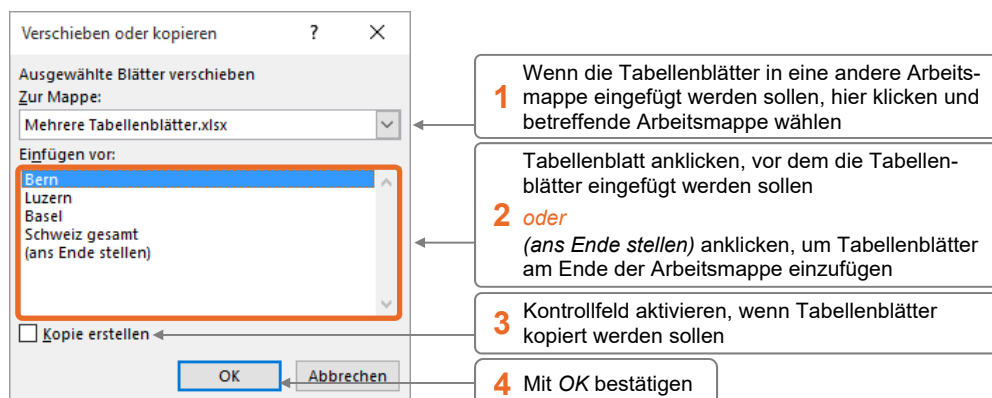 Verschieben oder kopieren ? ✕
Ausgewählte Blätter verschieben
Zur Mappe:
Mehrere Tabellenblätter.xlsx
Einfügen vor:
Bern
Luzern
Basel
Schweiz gesamt
(ans Ende stellen)
Kopie erstellen
OK Abbrechen
1 Wenn die Tabellenblätter in eine andere Arbeits-
mappe eingefügt werden sollen, hier klicken und
betreffende Arbeitsmappe wählen
2 Tabellenblatt anklicken, vor dem die Tabellen-
blätter eingefügt werden sollen
oder
(ans Ende stellen) anklicken, um Tabellenblätter
am Ende der Arbeitsmappe einzufügen
3 Kontrollfeld aktivieren, wenn Tabellenblätter
kopiert werden sollen
4 Mit OK bestätigen